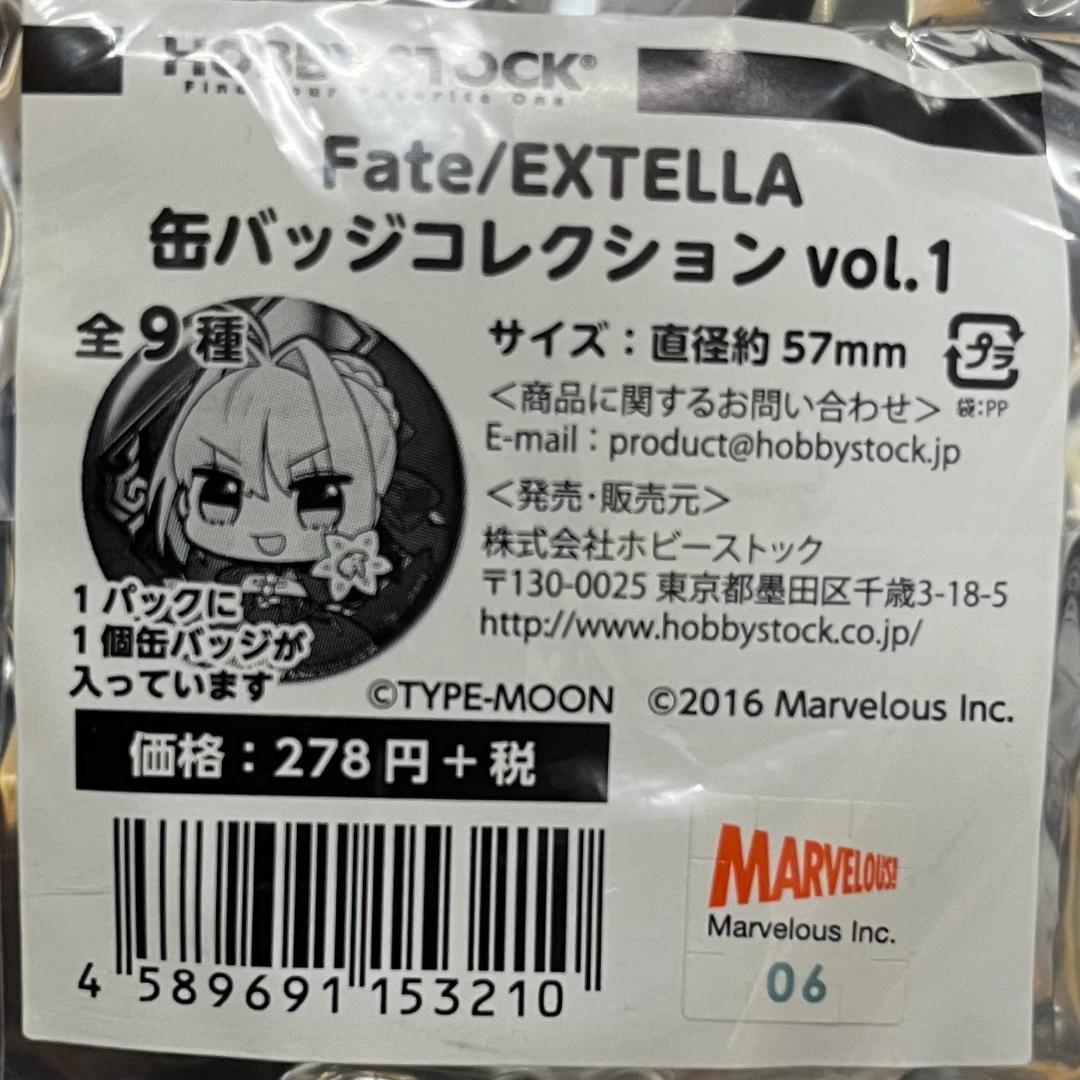 HOBBY STOCK®
Find Your Favorite One
Fate/EXTELLA
缶バッジコレクション vol.1
全9種
サイズ：直径約 57mm
プラ
袋:PP
＜商品に関するお問い合わせ＞
E-mail：product@hobbystock.jp
＜発売・販売元＞
株式会社ホビーストック
〒130-0025 東京都墨田区千歳3-18-5
http://www.hobbystock.co.jp/
1 パックに
1 個缶バッジが
入っています
©TYPE-MOON ©2016 Marvelous Inc.
価格：278 円＋税
4 589691 153210
MARVELOUS!
Marvelous Inc.
06